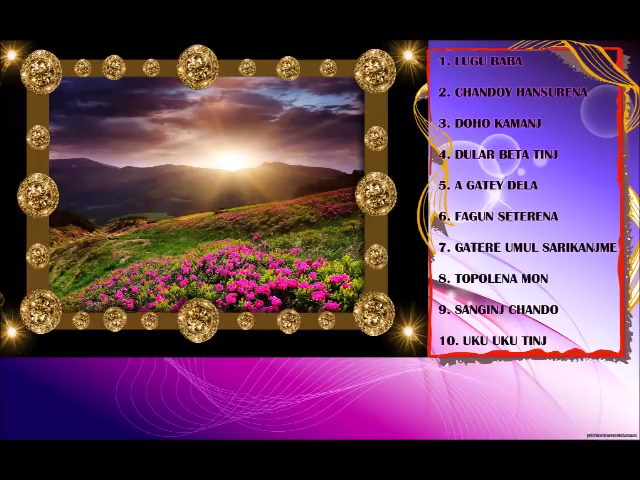 1. LUGU BABA
2. CHANDOY HANSURENA
3. DOHO KAMANJ
4. DULAR BETA TINJ
5. A GATEY DELA
6. FAGUN SETERENA
7. GATERE UMUL SARIKANJME
8. TOPOLENA MON
9. SANGINJ CHANDO
10. UKU UKU TINJ